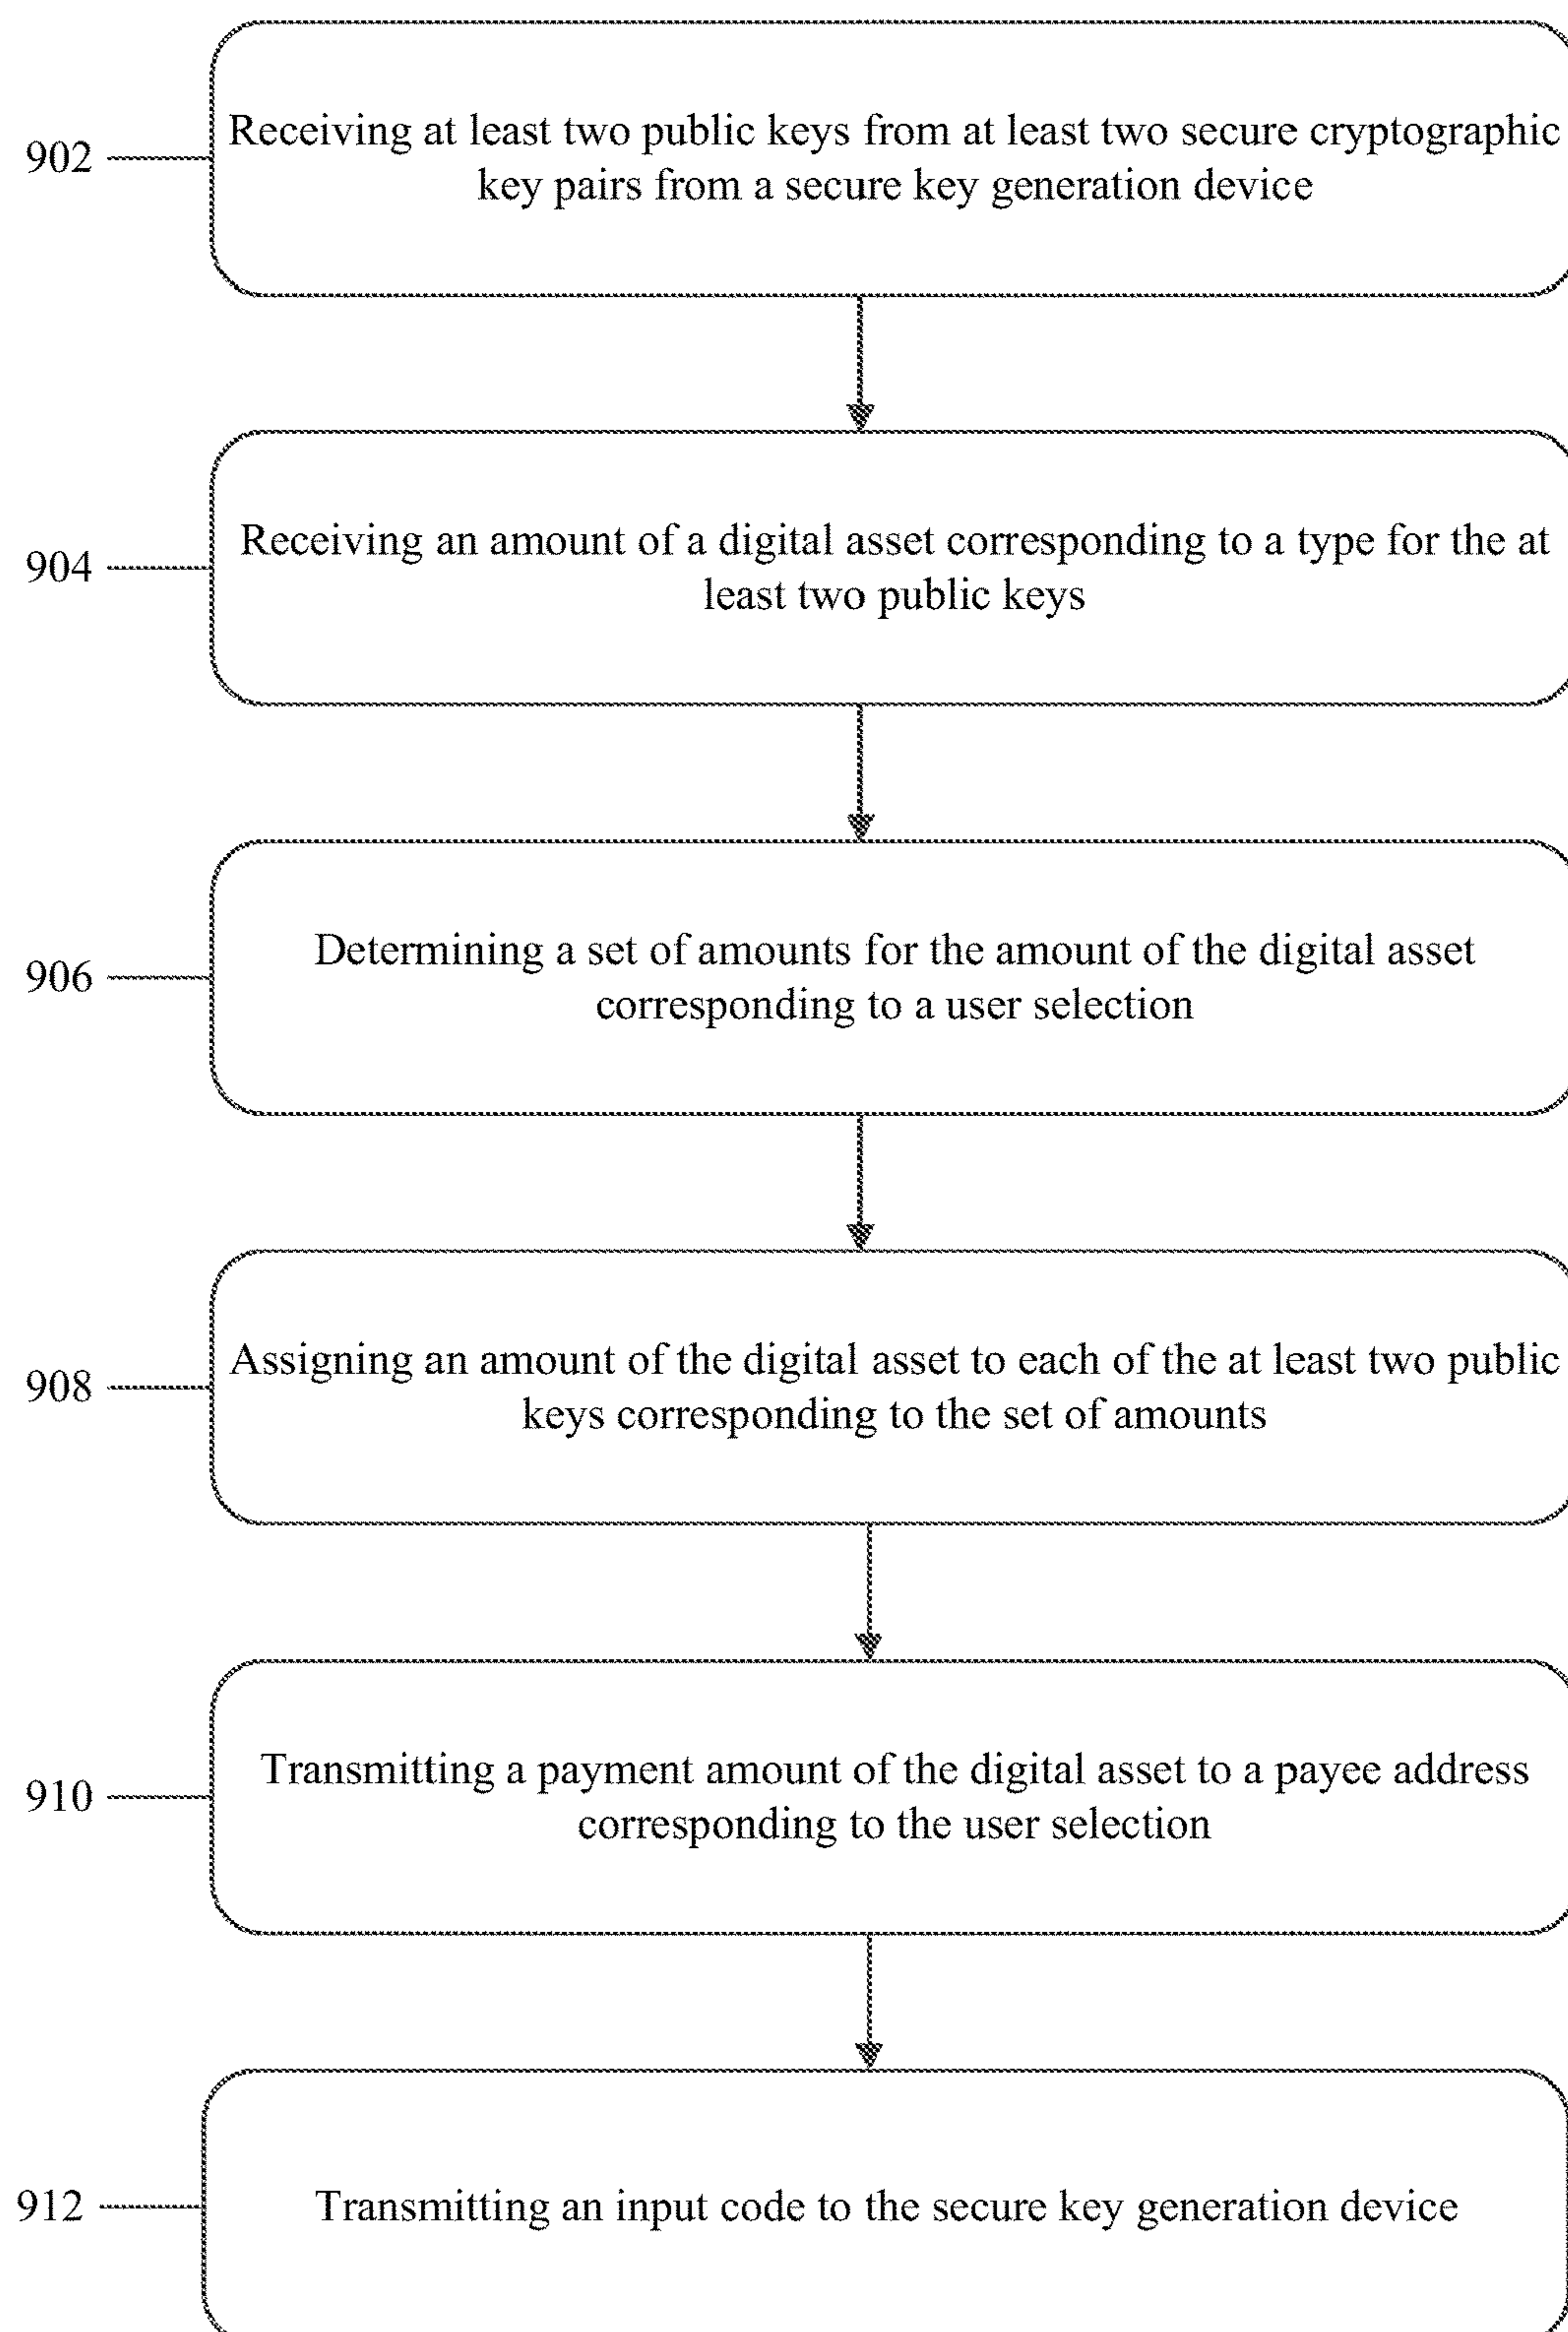 902
Receiving at least two public keys from at least two secure cryptographic
key pairs from a secure key generation device
904
Receiving an amount of a digital asset corresponding to a type for the at
least two public keys
906
Determining a set of amounts for the amount of the digital asset
corresponding to a user selection
908
Assigning an amount of the digital asset to each of the at least two public
keys corresponding to the set of amounts
910
Transmitting a payment amount of the digital asset to a payee address
corresponding to the user selection
912
Transmitting an input code to the secure key generation device